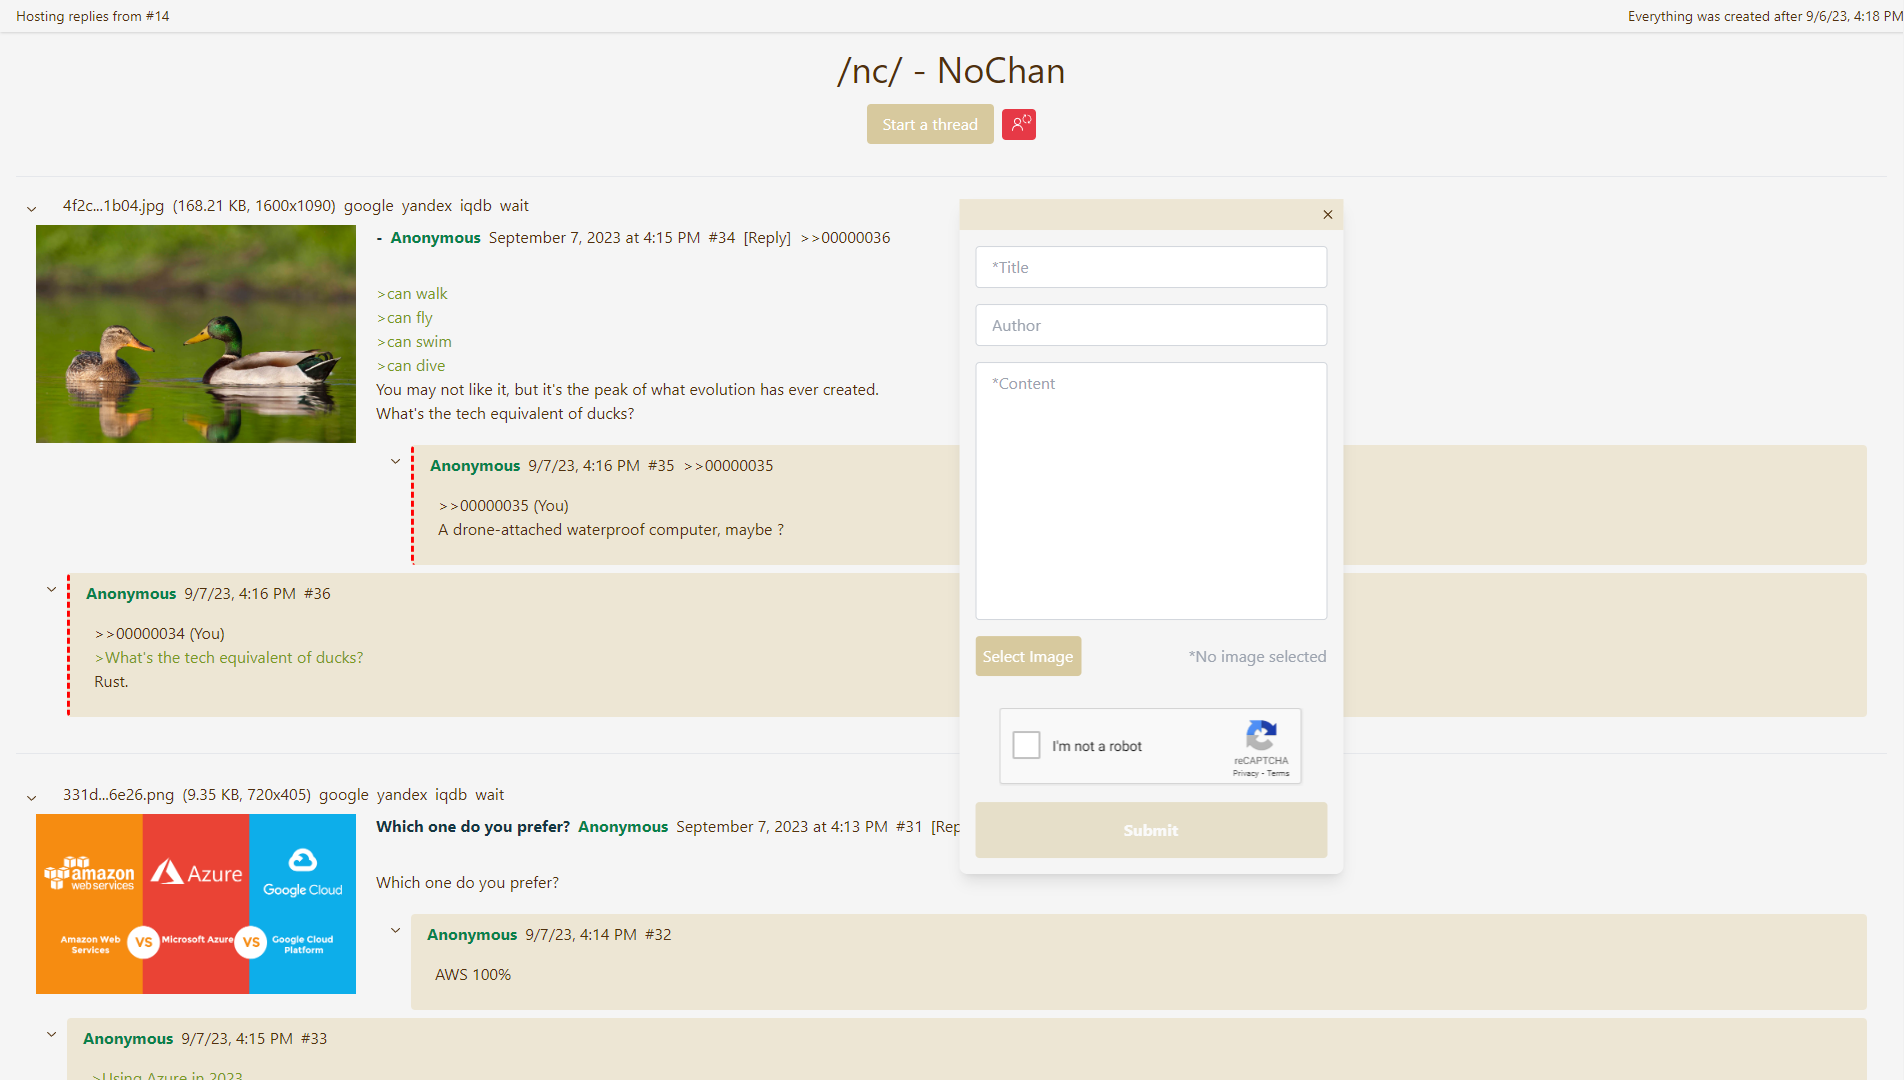 Hosting replies from #14
Everything was created after 9/6/23, 4:18 PM
/nc/ - NoChan
Start a thread
4f2c...1b04.jpg (168.21 KB, 1600x1090) google yandex iqdb wait
- Anonymous September 7, 2023 at 4:15 PM #34 [Reply] >>00000036
>can walk
>can fly
>can swim
>can dive
You may not like it, but it's the peak of what evolution has ever created.
What's the tech equivalent of ducks?
Anonymous 9/7/23, 4:16 PM #35 >>00000035
>>00000035 (You)
A drone-attached waterproof computer, maybe ?
Anonymous 9/7/23, 4:16 PM #36
>>00000034 (You)
>What's the tech equivalent of ducks?
Rust.
*Title
Author
*Content
Select Image
*No image selected
I'm not a robot
reCAPTCHA
Privacy - Terms
Submit
331d...6e26.png (9.35 KB, 720x405) google yandex iqdb wait
amazon
web services
Azure
Google Cloud
Amazon Web
Services
VS
Microsoft Azure
VS
Google Cloud
Platform
Which one do you prefer? Anonymous September 7, 2023 at 4:13 PM #31 [Rep
Which one do you prefer?
Anonymous 9/7/23, 4:14 PM #32
AWS 100%
Anonymous 9/7/23, 4:15 PM #33
>Using Azure in 2023